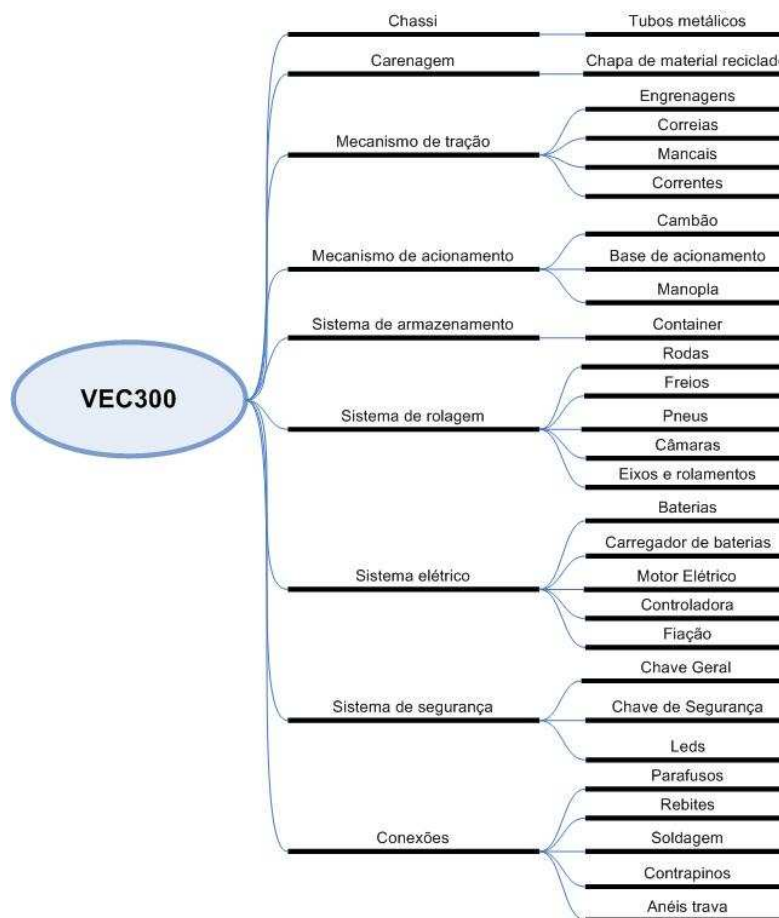 VEC300
Chassi
Tubos metálicos
Carenagem
Chapa de material reciclado
Mecanismo de tração
Engrenagens
Correias
Mancais
Correntes
Mecanismo de acionamento
Cambão
Base de acionamento
Manopla
Sistema de armazenamento
Container
Sistema de rolagem
Rodas
Freios
Pneus
Câmaras
Eixos e rolamentos
Sistema elétrico
Baterias
Carregador de baterias
Motor Elétrico
Controladora
Fiação
Sistema de segurança
Chave Geral
Chave de Segurança
Leds
Conexões
Parafusos
Rebites
Soldagem
Contrapinos
Anéis trava